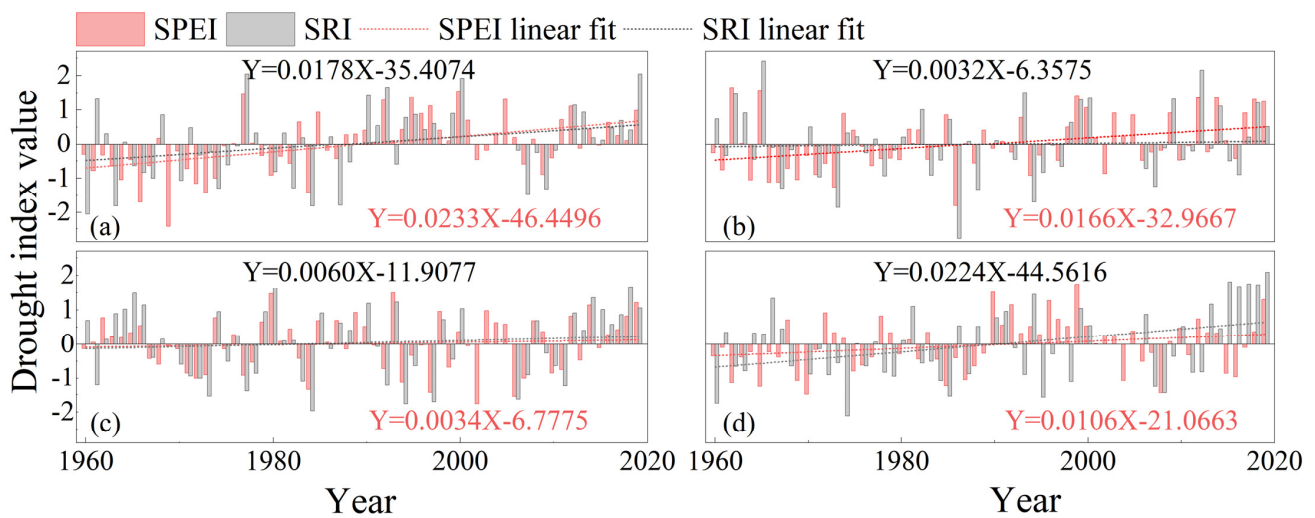 SPEI SRI SPEI linear fit SRI linear fit
Drought index value
2
1
0
-1
-2
Y=0.0178X-35.4074
(a)
Y=0.0233X-46.4496
Y=0.0032X-6.3575
(b)
Y=0.0166X-32.9667
2
1
0
-1
-2
Y=0.0060X-11.9077
(c)
Y=0.0034X-6.7775
Y=0.0224X-44.5616
(d)
Y=0.0106X-21.0663
1960 1980 2000 2020
1960 1980 2000 2020
Year
Year